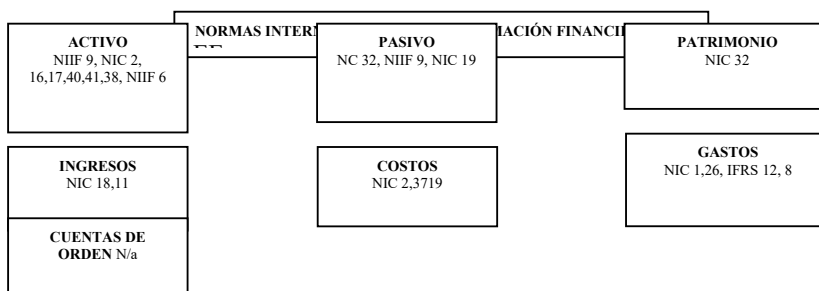 NORMAS INTERN MACIÓN FINANCI
ACTIVO
NIIF 9, NIC 2,
16,17,40,41,38, NIIF 6
PASIVO
NC 32, NIIF 9, NIC 19
PATRIMONIO
NIC 32
INGRESOS
NIC 18,11
COSTOS
NIC 2,3719
GASTOS
NIC 1,26, IFRS 12, 8
CUENTAS DE
ORDEN N/a